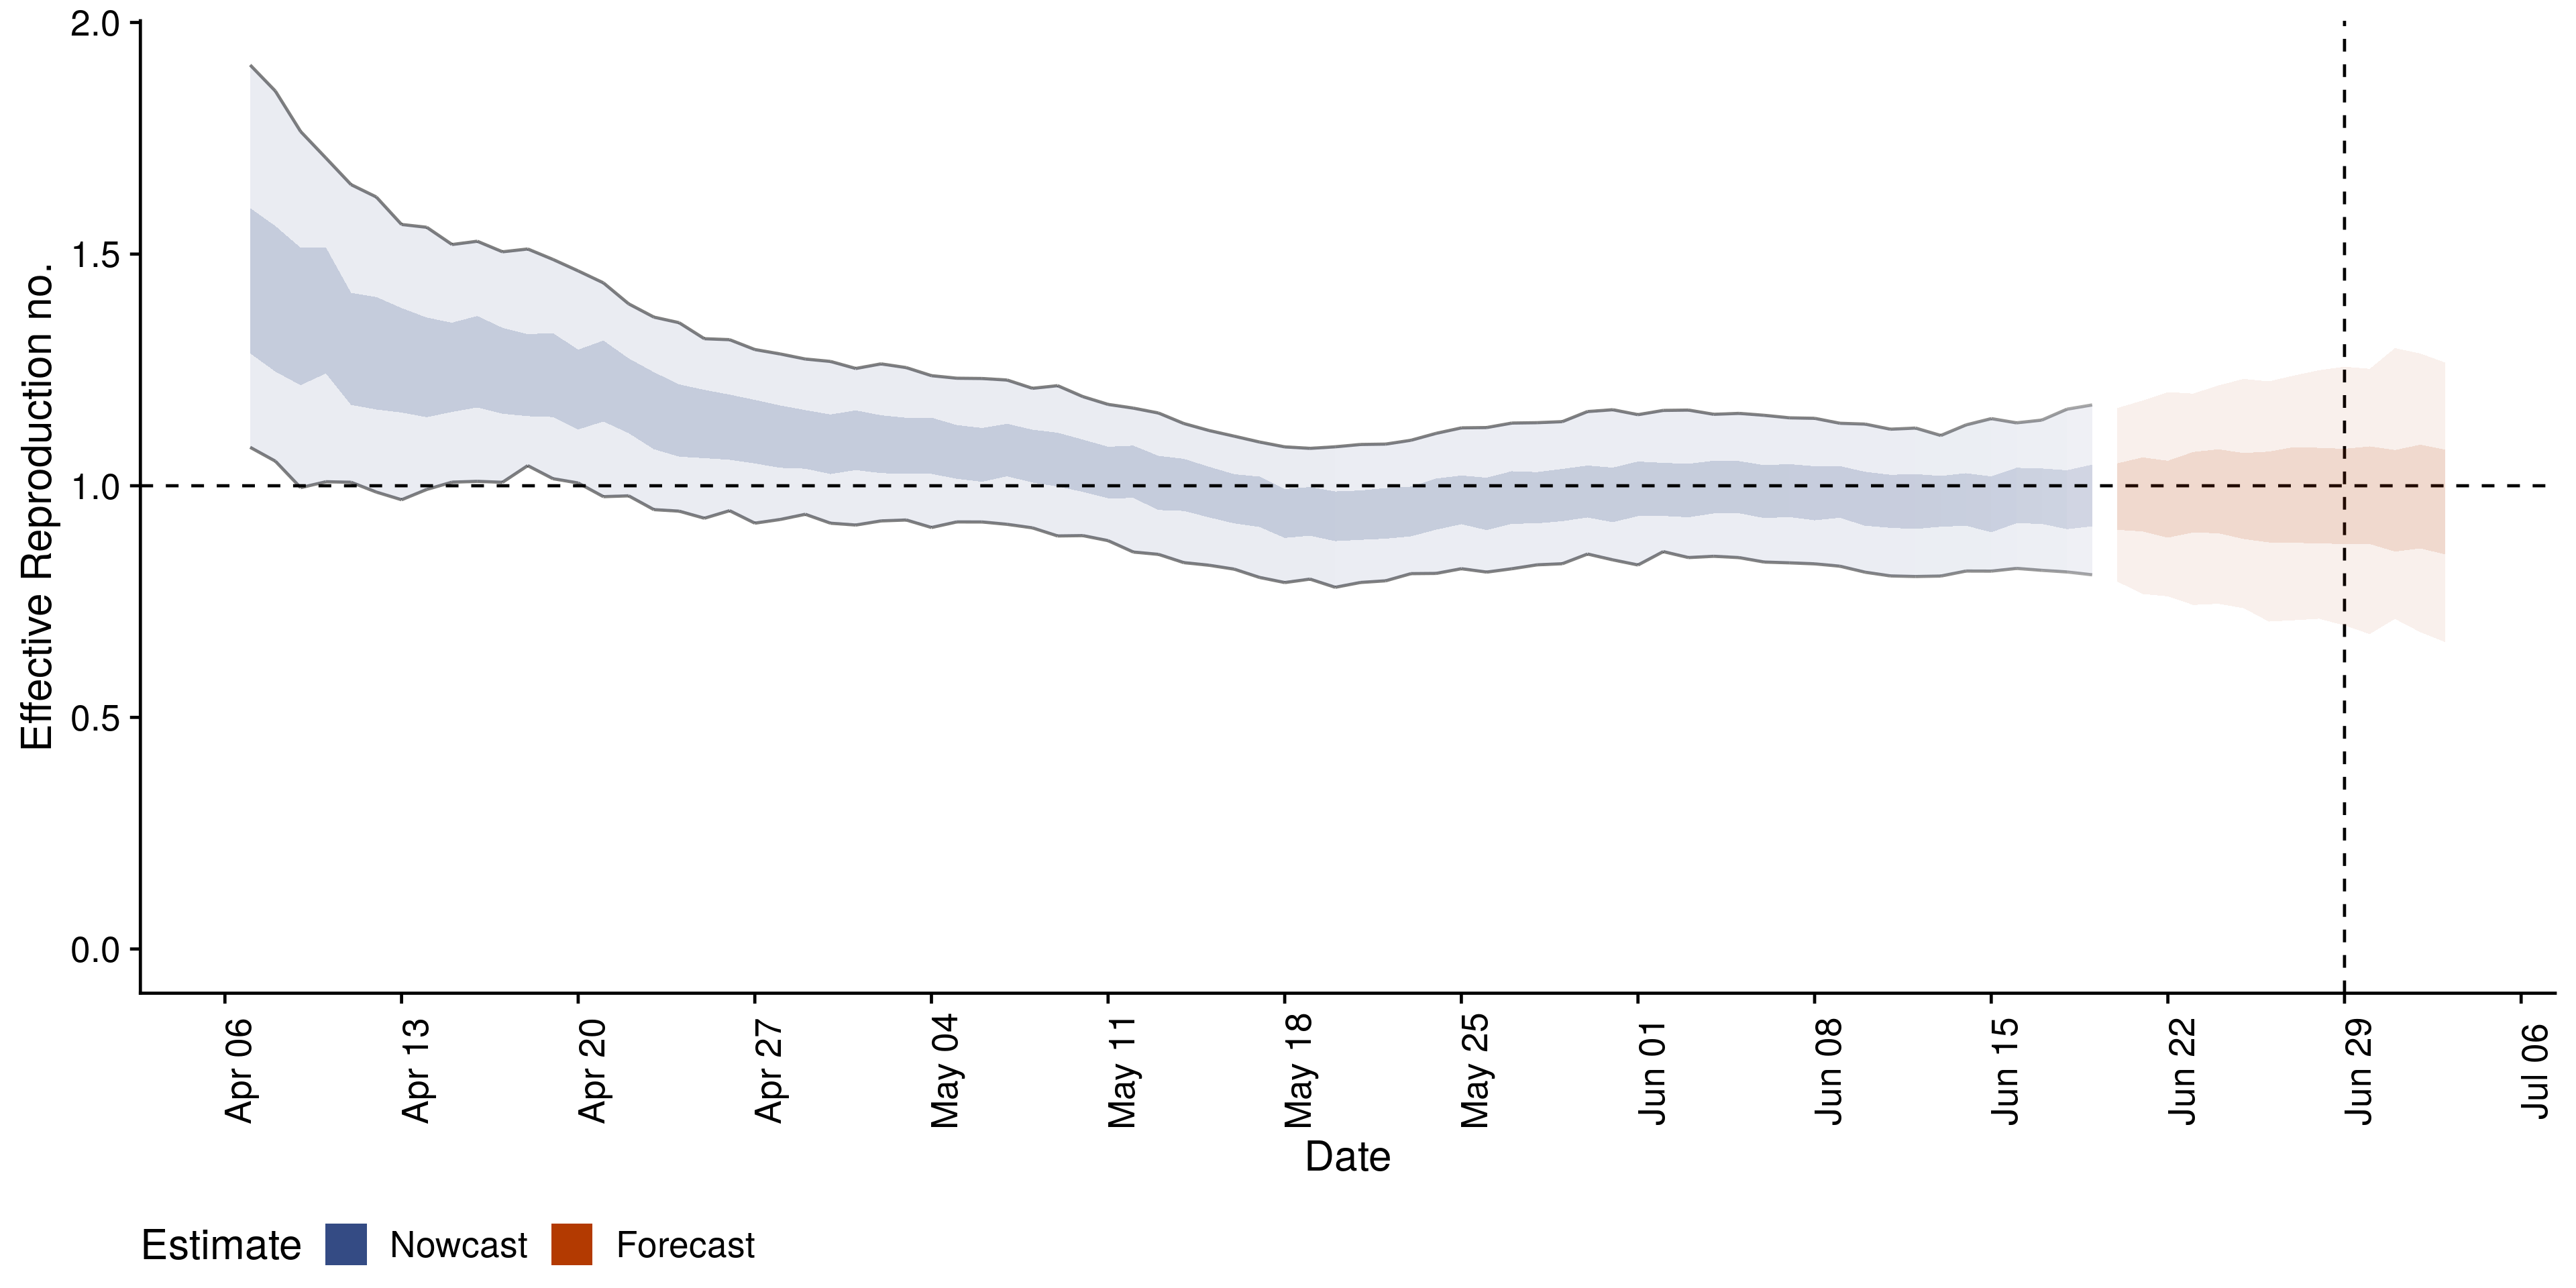 2.0
1.5
1.0
0.5
0.0
Effective Reproduction no.
Apr 06
Apr 13
Apr 20
Apr 27
May 04
May 11
May 18
May 25
Jun 01
Jun 08
Jun 15
Jun 22
Jun 29
Jul 06
Date
Estimate Nowcast Forecast